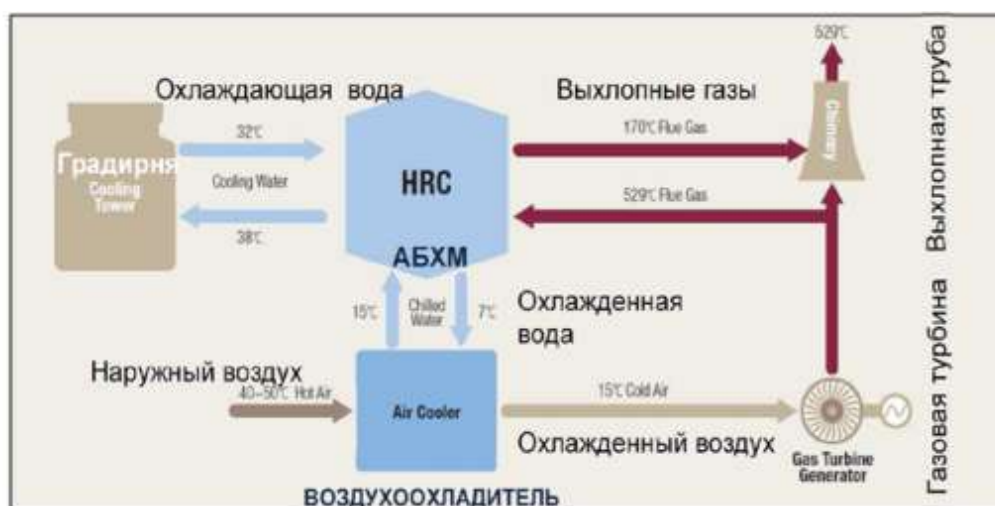 529℃
Выхлопная труба
Охлаждающая вода
Выхлопные газы
32℃
170℃ Flue Gas
Chimney
Градирня
Cooling
Tower
Cooling Water
HRC
529℃ Flue Gas
38℃
АБХМ
15℃
Chilled
Water
7℃
Охлажденная
вода
Наружный воздух
40~50℃ Hot Air
Air Cooler
15℃ Cold Air
Охлажденный воздух
Gas Turbine
Generator
Газовая турбина
ВОЗДУХООХЛАДИТЕЛЬ